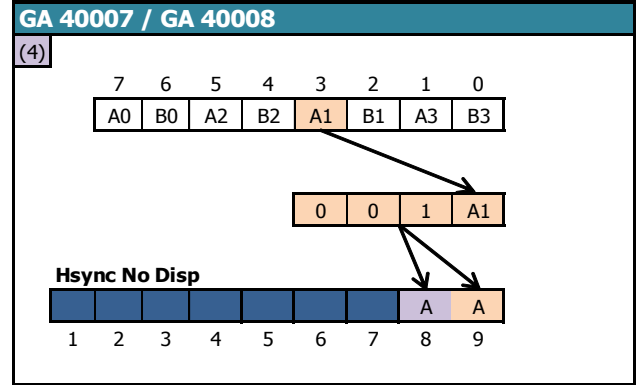 GA 40007 / GA 40008
(4)
7 6 5 4 3 2 1 0
A0 B0 A2 B2 A1 B1 A3 B3
0 0 1 A1
Hsync No Disp
A A
1 2 3 4 5 6 7 8 9